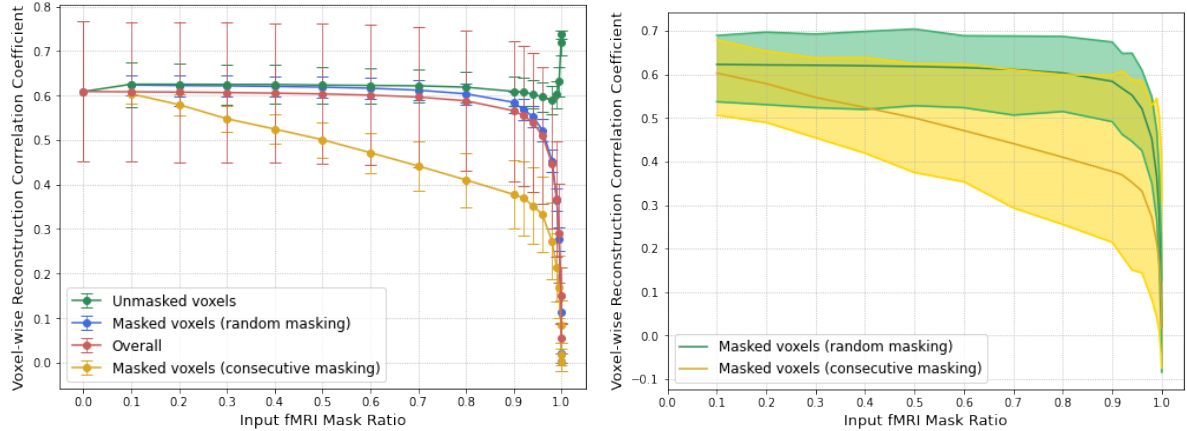 0.8
0.7
0.6
0.5
0.4
0.3
0.2
0.1
0.0
Voxel-wise Reconstruction Corrrelation Coefficient
Unmasked voxels
Masked voxels (random masking)
Overall
Masked voxels (consecutive masking)
0.0 0.1 0.2 0.3 0.4 0.5 0.6 0.7 0.8 0.9 1.0
Input fMRI Mask Ratio
0.7
0.6
0.5
0.4
0.3
0.2
0.1
0.0
−0.1
Voxel-wise Reconstruction Corrrelation Coefficient
Masked voxels (random masking)
Masked voxels (consecutive masking)
0.1 0.2 0.3 0.4 0.5 0.6 0.7 0.8 0.9 1.0
Input fMRI Mask Ratio